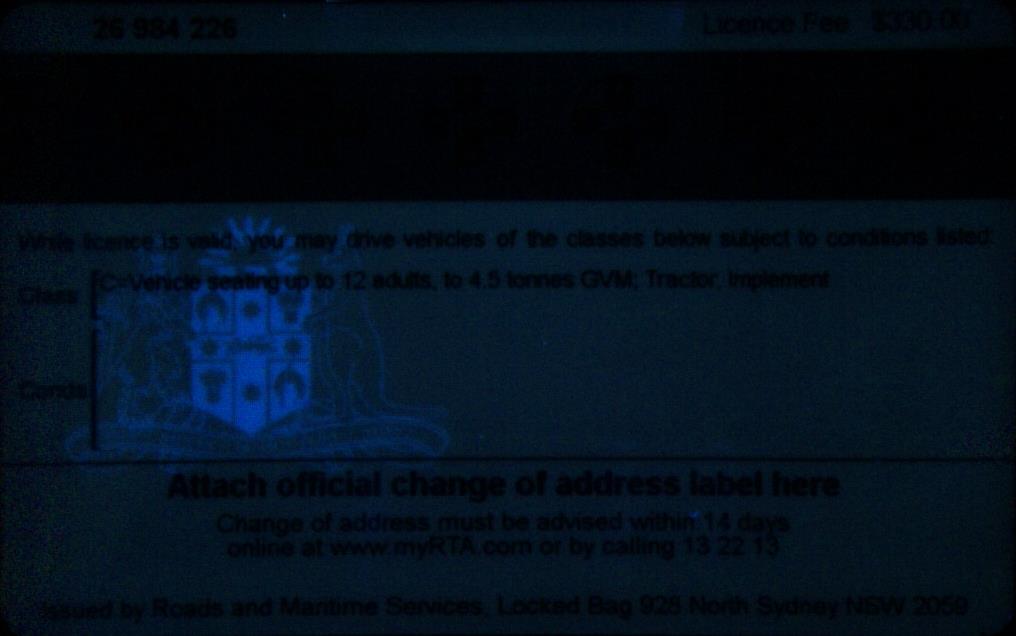 26 984 226 Licence Fee $330.00
While licence is valid, you may drive vehicles of the classes below subject to conditions listed:
Class C=Vehicle seating up to 12 adults, to 4.5 tonnes GVM; Tractor; Implement
Conds
Attach official change of address label here
Change of address must be advised within 14 days
online at www.myRTA.com or by calling 13 22 13
Issued by Roads and Maritime Services, Locked Bag 928 North Sydney NSW 2059